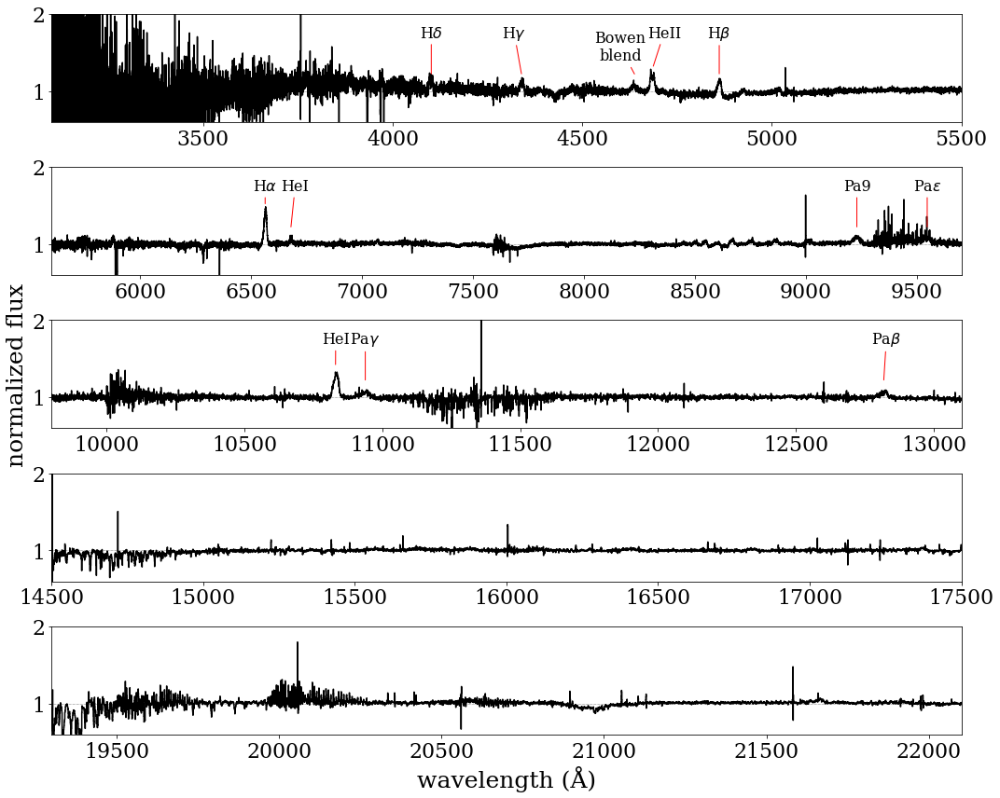 2
Hδ Hγ Bowen blend HeII Hβ
1
3500 4000 4500 5000 5500
2
Hα HeI Pa9 Paε
1
6000 6500 7000 7500 8000 8500 9000 9500
2
HeI Paγ Paβ
1
10000 10500 11000 11500 12000 12500 13000
normalized flux
2
1
14500 15000 15500 16000 16500 17000 17500
2
1
19500 20000 20500 21000 21500 22000
wavelength (Å)